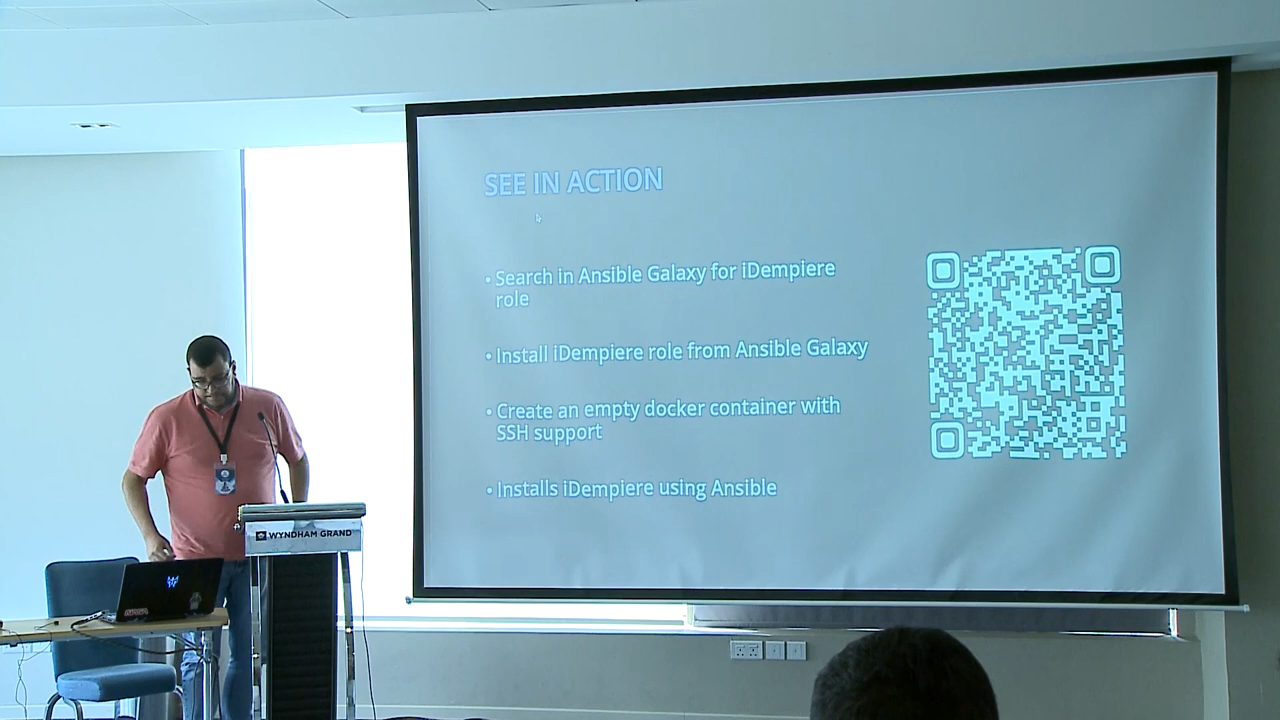 SEE IN ACTION
• Search in Ansible Galaxy for iDempiere
role
• Install iDempiere role from Ansible Galaxy
• Create an empty docker container with
SSH support
• Installs iDempiere using Ansible
WYNDHAM GRAND